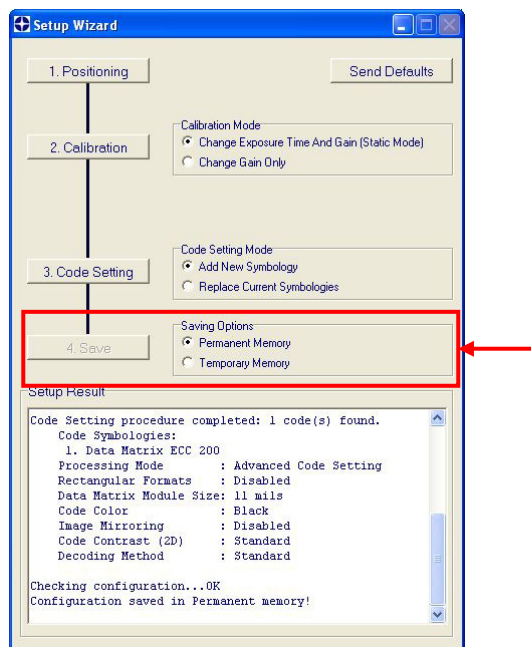 Setup Wizard
1. Positioning
Send Defaults
2. Calibration
Calibration Mode
Change Exposure Time And Gain (Static Mode)
Change Gain Only
3. Code Setting
Code Setting Mode
Add New Symbology
Replace Current Symbologies
4. Save
Saving Options
Permanent Memory
Temporary Memory
Setup Result
Code Setting procedure completed: 1 code(s) found.
Code Symbologies:
1. Data Matrix ECC 200
Processing Mode : Advanced Code Setting
Rectangular Formats : Disabled
Data Matrix Module Size: 11 mils
Code Color : Black
Image Mirroring : Disabled
Code Contrast (2D) : Standard
Decoding Method : Standard
Checking configuration...OK
Configuration saved in Permanent memory!